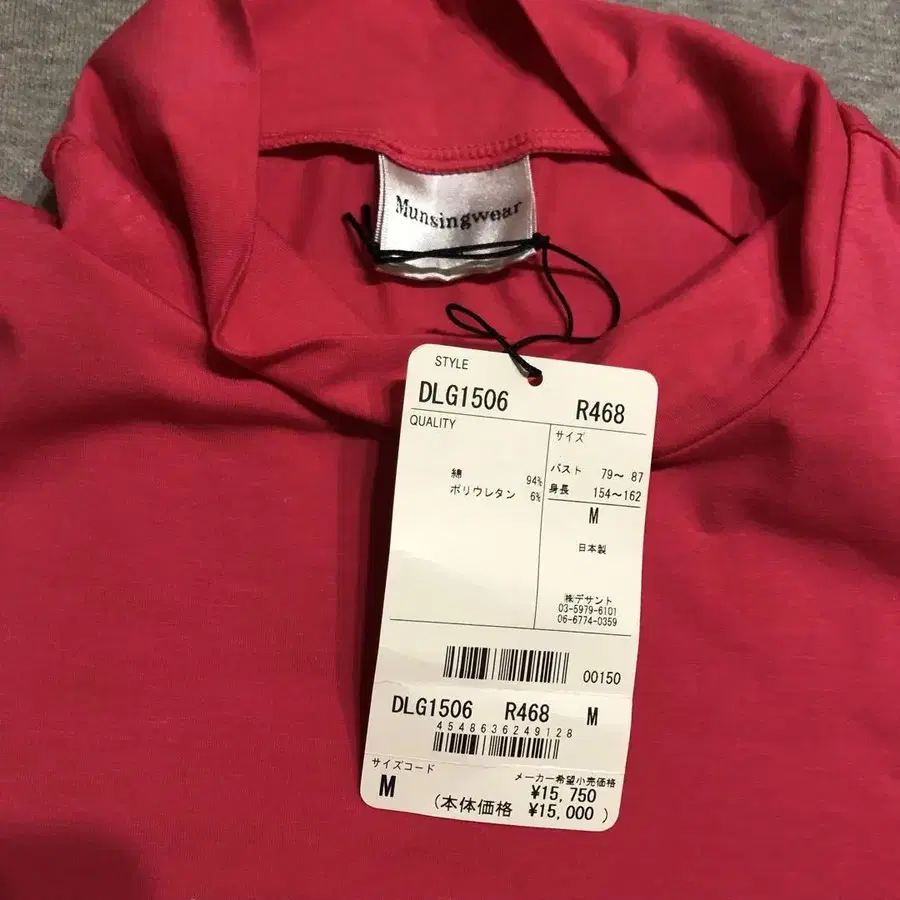 Munsingwear
STYLE
DLG1506 R468
QUALITY
綿 94%
ポリウレタン 6%
サイズ
バスト 79〜 87
身長 154〜162
M
日本製
㈱デサント
03-5979-6101
06-6774-0359
00150
DLG1506 R468 M
4548636249128
サイズコード
M
メーカー希望小売価格
¥15,750
(本体価格 ¥15,000)